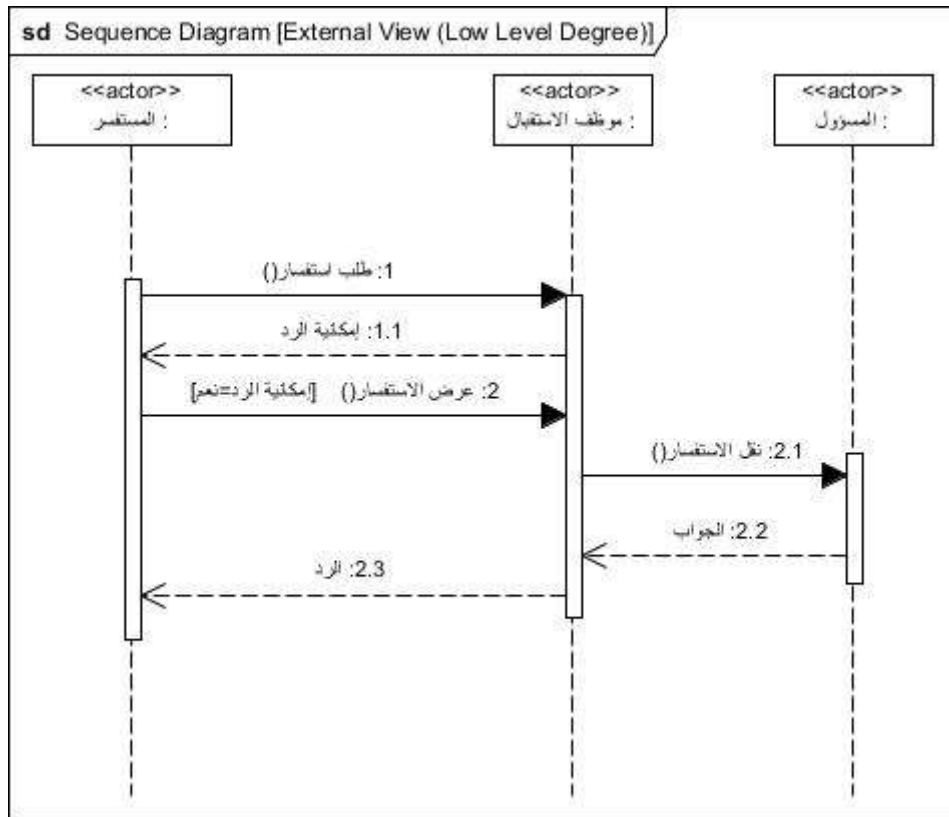 sd Sequence Diagram [External View (Low Level Degree)]
<<actor>>
: المستفسر
<<actor>>
: موظف الاستقبال
<<actor>>
: المسؤول
1: طلب استفسار()
1.1: إمكانية الرد
2: عرض الاستفسار() [إمكانية الرد=نعم]
2.1: نقل الاستفسار()
2.2: الجواب
2.3: الرد